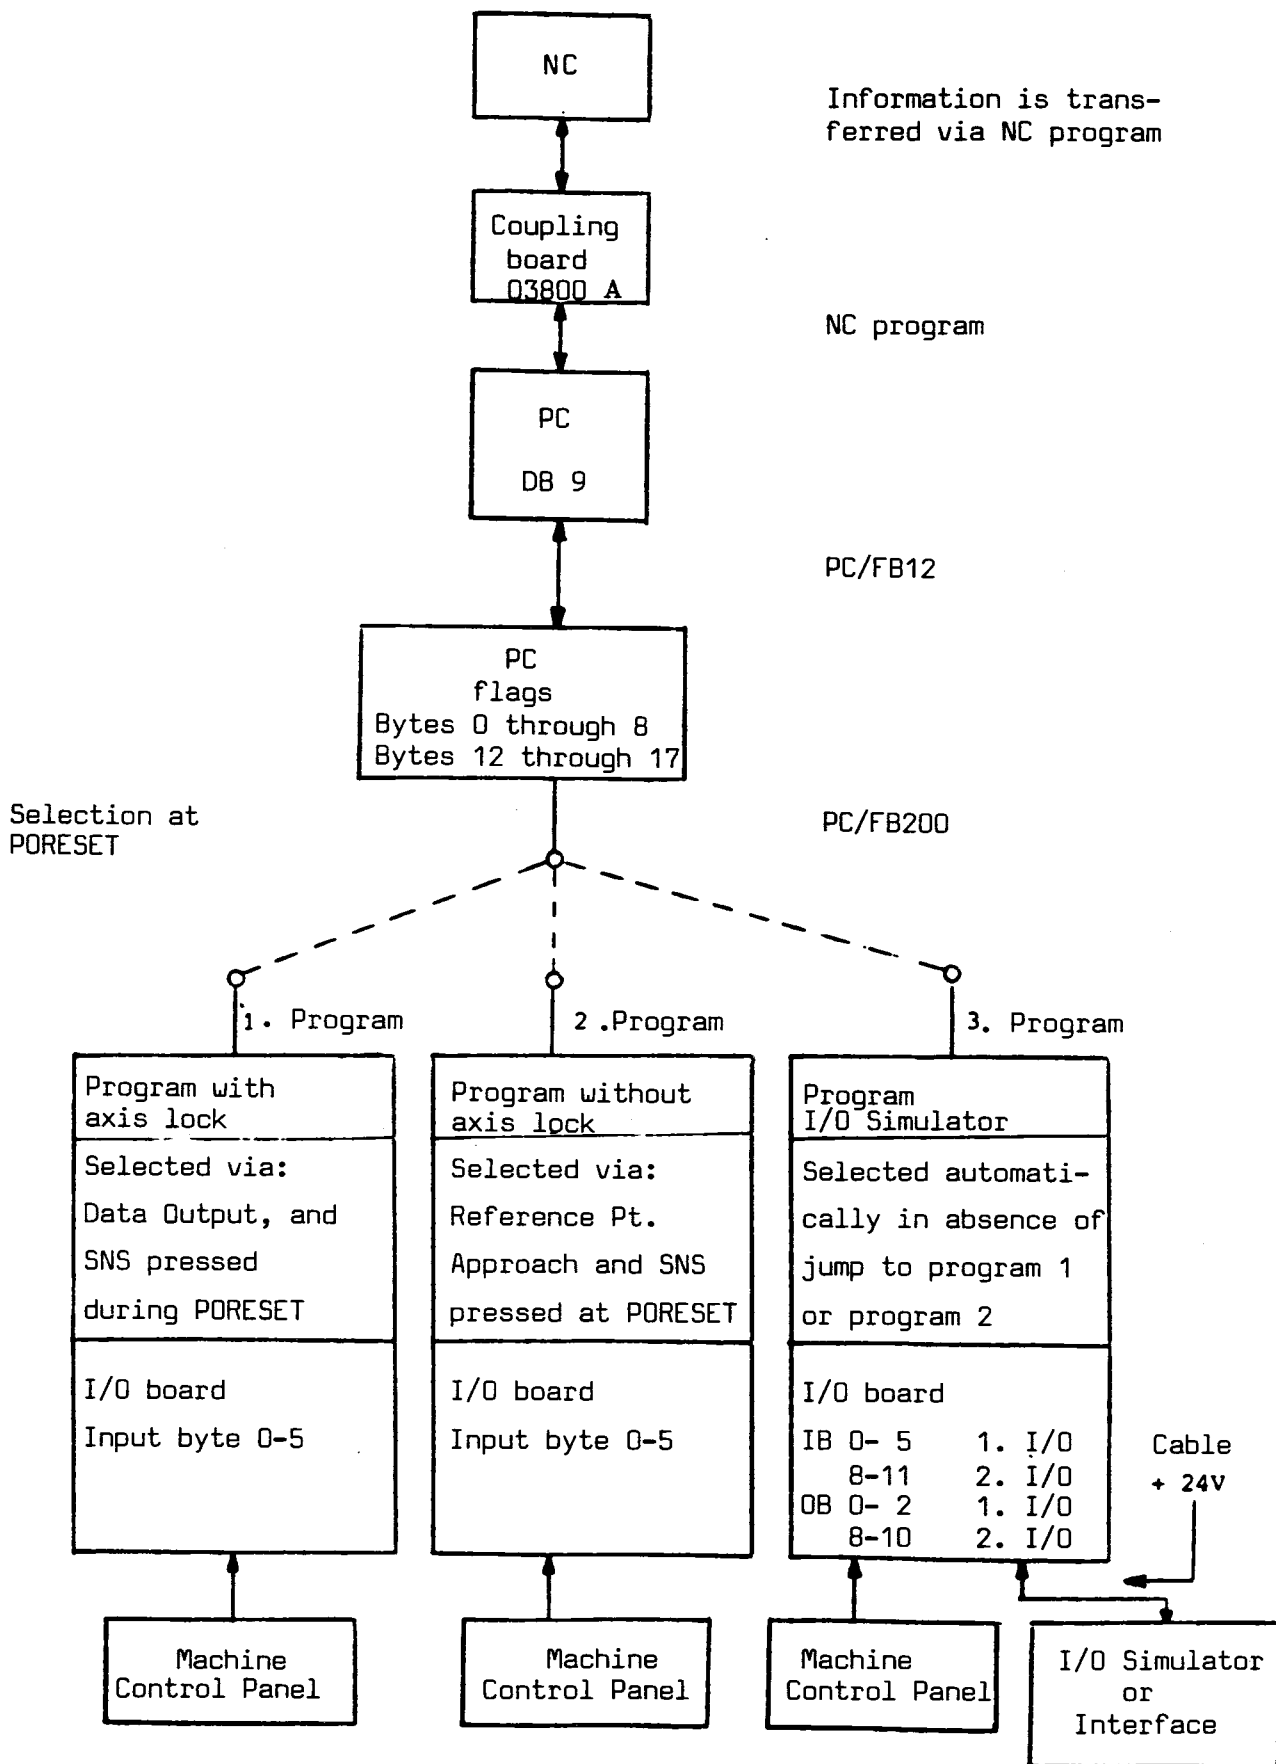 NC
Information is trans-
ferred via NC program
Coupling
board
03800 A
NC program
PC
DB 9
PC/FB12
PC
flags
Bytes 0 through 8
Bytes 12 through 17
Selection at
PORESET
PC/FB200
1. Program
2 .Program
3. Program
Program with
axis lock
Selected via:
Data Output, and
SNS pressed
during PORESET
I/O board
Input byte 0-5
Program without
axis lock
Selected via:
Reference Pt.
Approach and SNS
pressed at PORESET
I/O board
Input byte 0-5
Program
I/O Simulator
Selected automati-
cally in absence of
jump to program 1
or program 2
I/O board
IB 0- 5 1. I/O
8-11 2. I/O
OB 0- 2 1. I/O
8-10 2. I/O
Cable
+ 24V
Machine
Control Panel
Machine
Control Panel
Machine
Control Panel
I/O Simulator
or
Interface